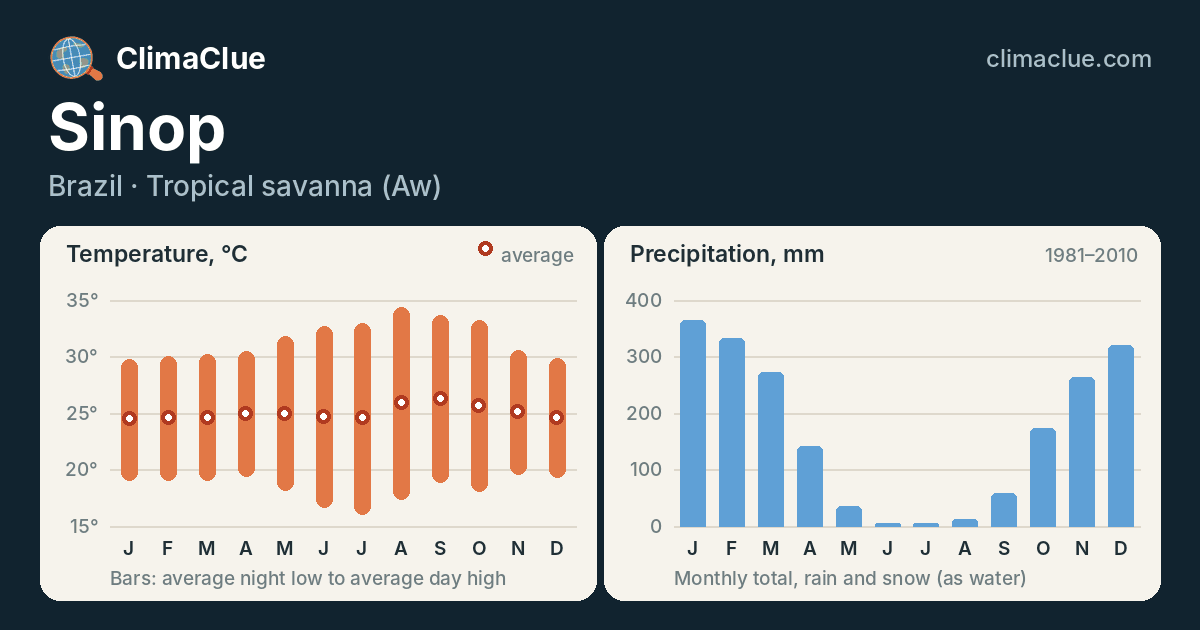 ClimaClue
climaclue.com
Sinop
Brazil · Tropical savanna (Aw)
Temperature, °C
average
35°
30°
25°
20°
15°
J F M A M J J A S O N D
Bars: average night low to average day high
Precipitation, mm
1981–2010
400
300
200
100
0
J F M A M J J A S O N D
Monthly total, rain and snow (as water)